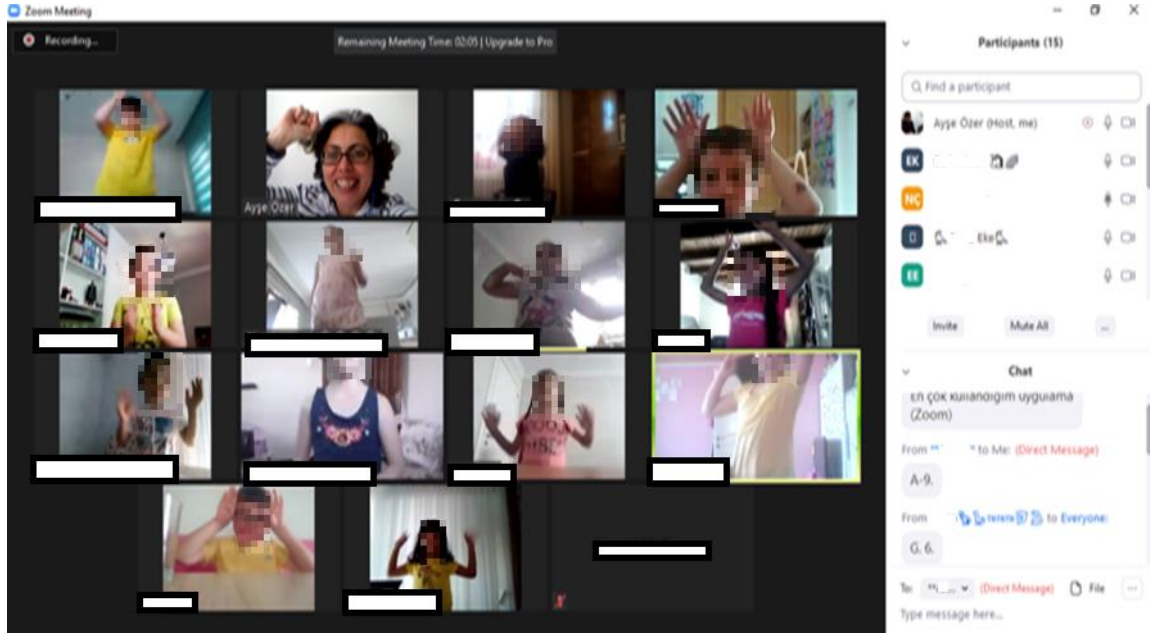 Zoom Meeting
Recording...
Remaining Meeting Time: 02:05 | Upgrade to Pro
Ayşe Özer
Participants (15)
Find a participant
Ayşe Özer (Host, me)
EK
NÇ
D
Eke
EE
Invite
Mute All
...
Chat
En çok kullandığım uygulama
(Zoom)
From to Me: (Direct Message)
A-9.
From to Everyone:
G. 6.
To: (Direct Message) File ...
Type message here...